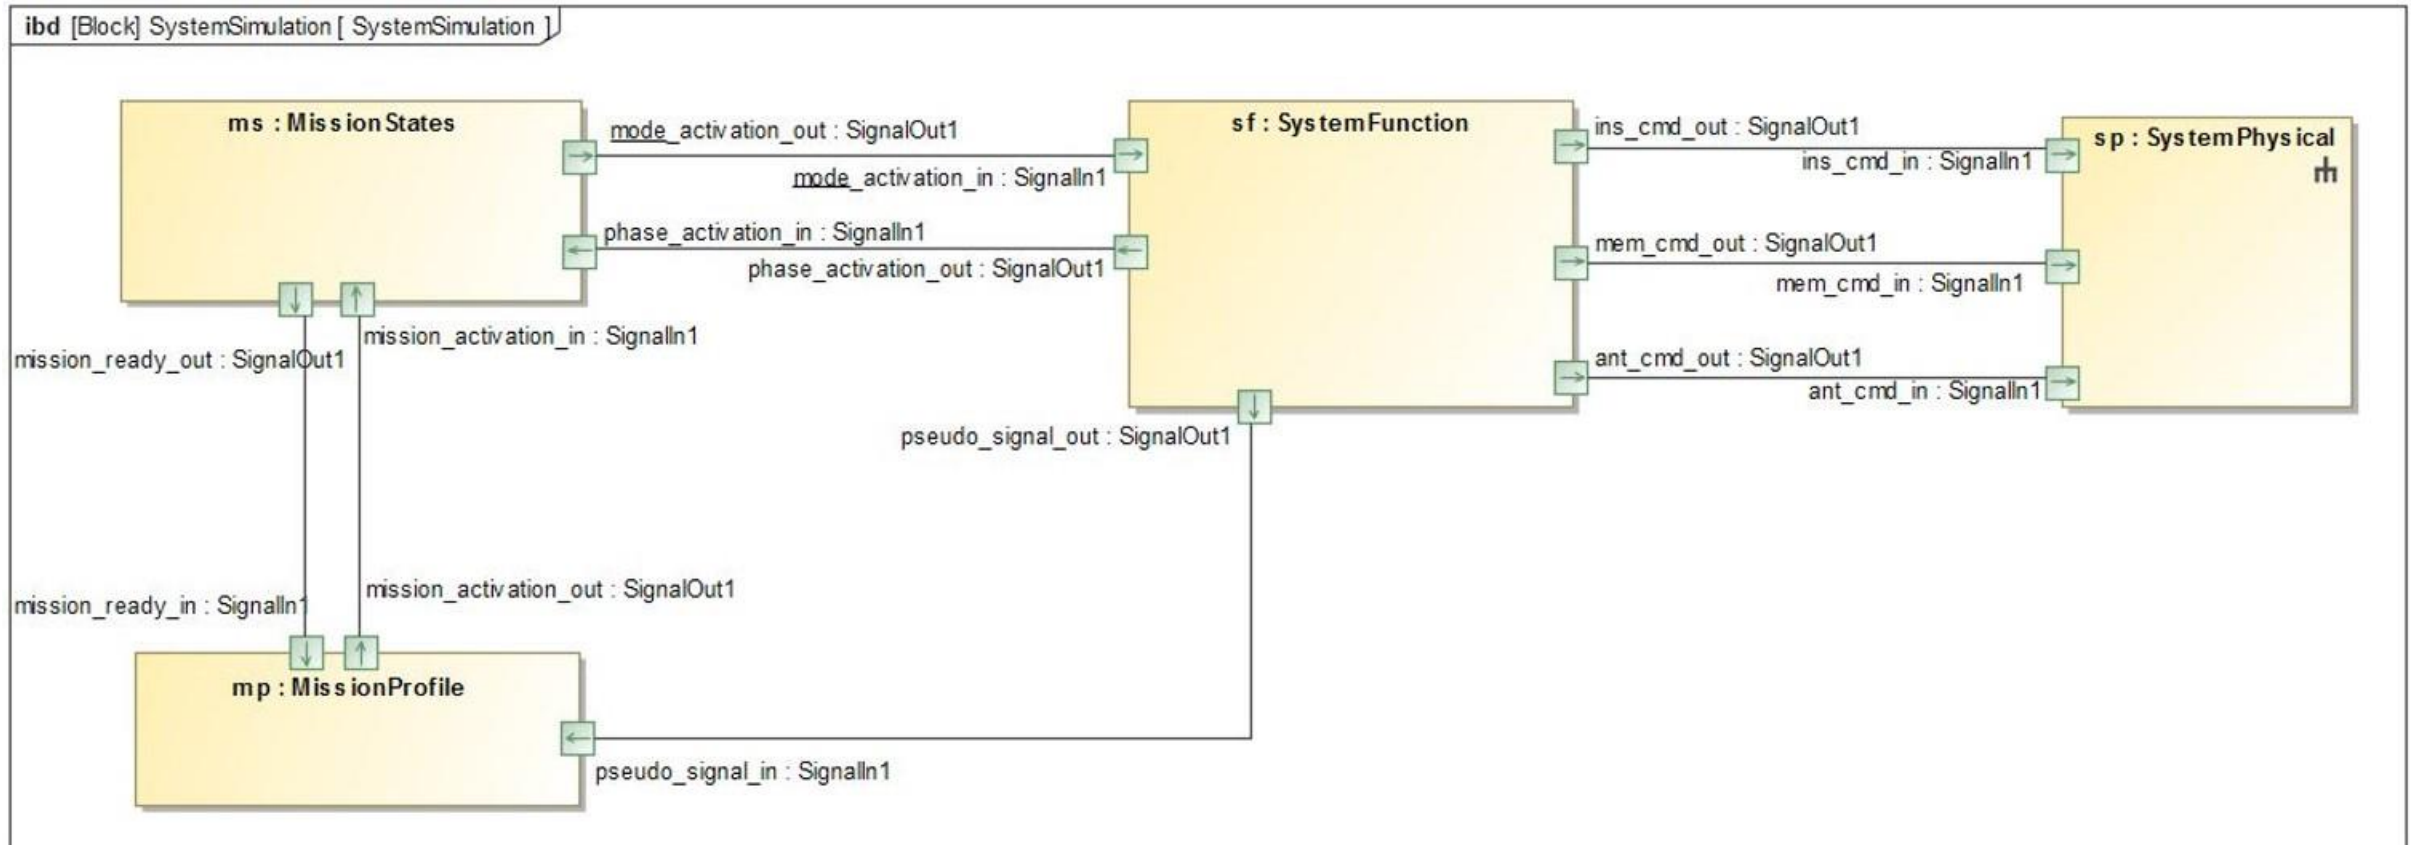 ibd [Block] SystemSimulation [ SystemSimulation ]
ms : MissionStates
mode_activation_out : SignalOut1
mode_activation_in : SignalIn1
phase_activation_in : SignalIn1
phase_activation_out : SignalOut1
sf : SystemFunction
ins_cmd_out : SignalOut1
ins_cmd_in : SignalIn1
sp : SystemPhysical
mem_cmd_out : SignalOut1
mem_cmd_in : SignalIn1
ant_cmd_out : SignalOut1
ant_cmd_in : SignalIn1
mission_activation_in : SignalIn1
mission_ready_out : SignalOut1
pseudo_signal_out : SignalOut1
mission_activation_out : SignalOut1
mission_ready_in : SignalIn1
mp : MissionProfile
pseudo_signal_in : SignalIn1